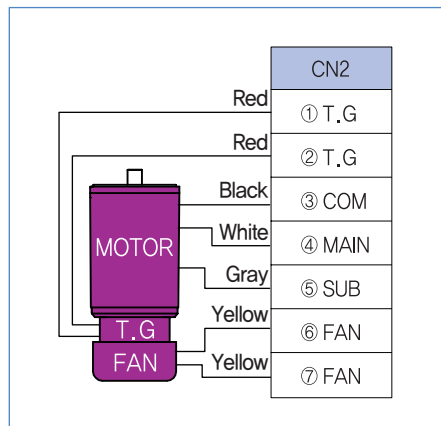 CN2
Red
① T.G
Red
② T.G
Black
③ COM
White
④ MAIN
Gray
⑤ SUB
Yellow
⑥ FAN
Yellow
⑦ FAN
MOTOR
T.G
FAN